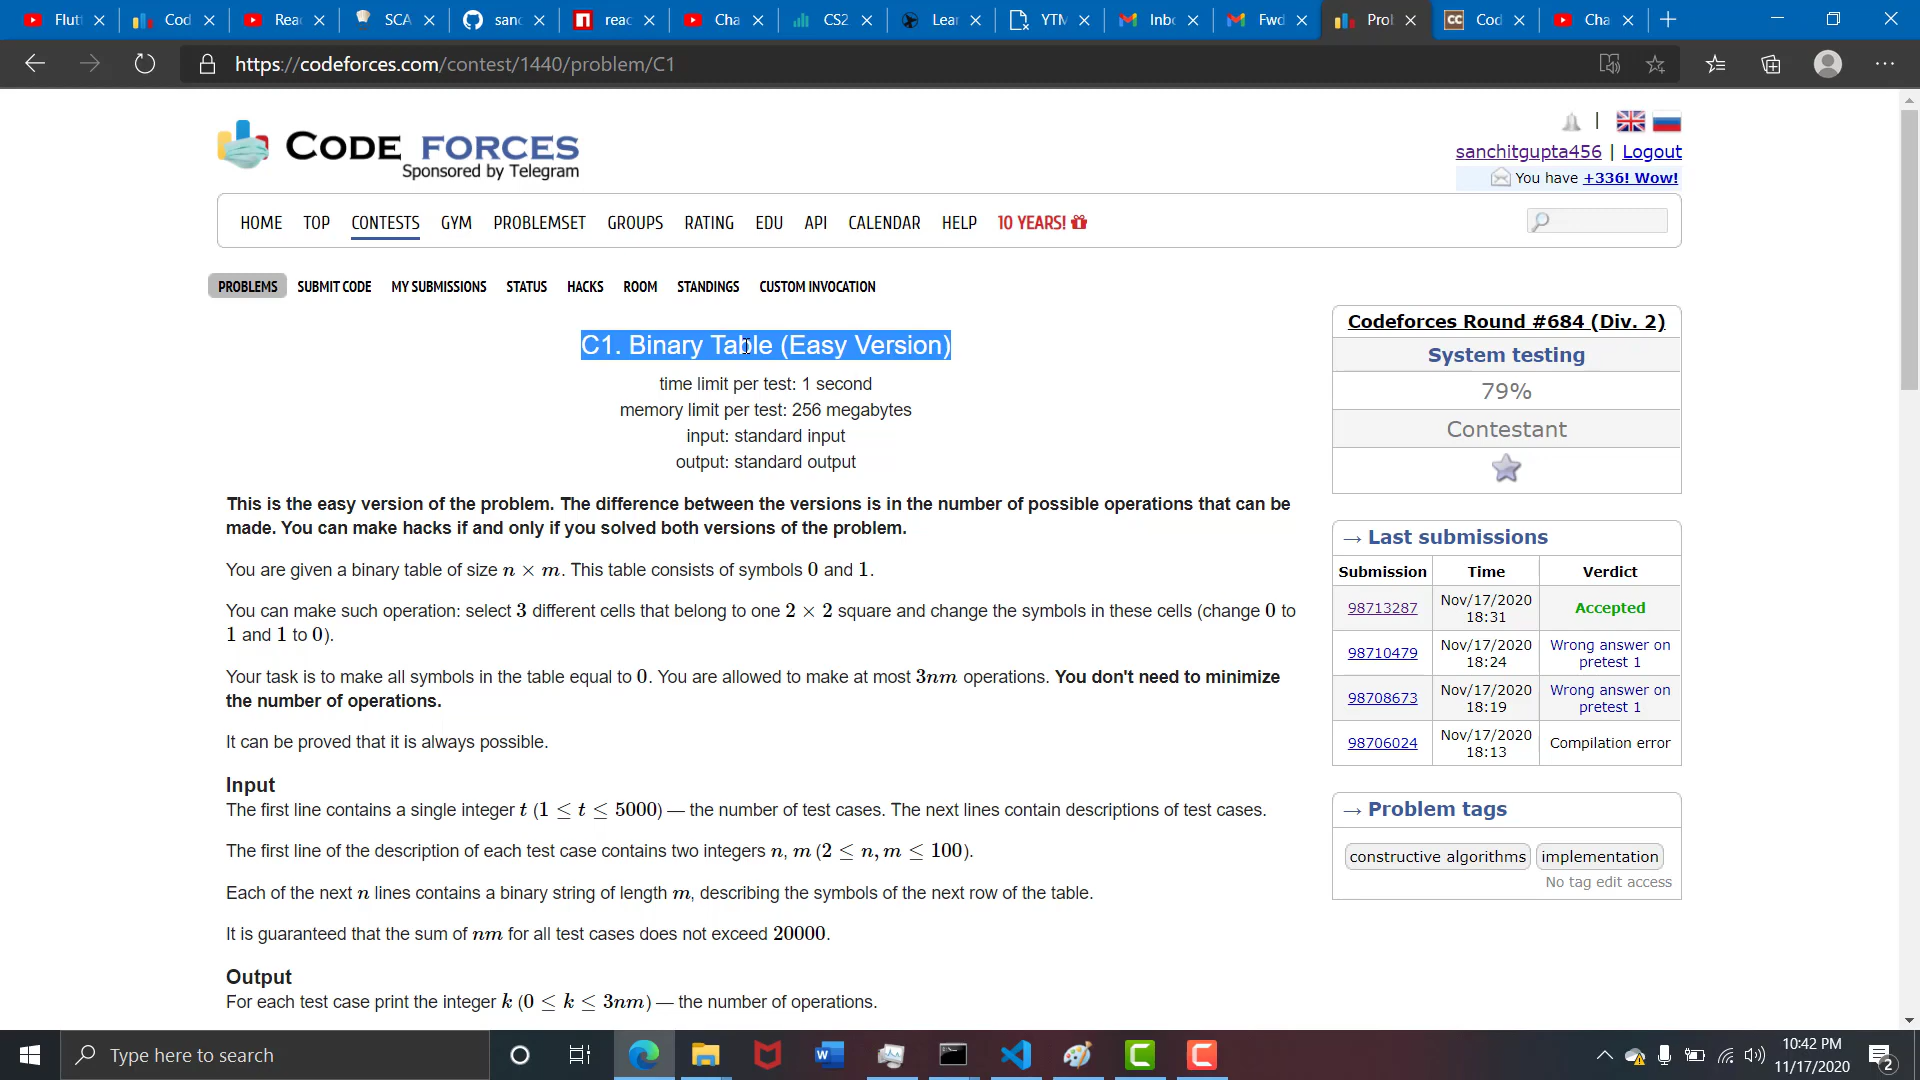 Flutt
Cod
Read
SCA
sand
reac
Cha
CS2
Lear
YTM
Inbo
Fwd
Prob
CC Cod
Cha
https://codeforces.com/contest/1440/problem/C1
CODE FORCES
Sponsored by Telegram
|
sanchitgupta456 | Logout
You have +336! Wow!
HOME TOP CONTESTS GYM PROBLEMSET GROUPS RATING EDU API CALENDAR HELP 10 YEARS!
PROBLEMS SUBMIT CODE MY SUBMISSIONS STATUS HACKS ROOM STANDINGS CUSTOM INVOCATION
C1. Binary Table (Easy Version)
time limit per test: 1 second
memory limit per test: 256 megabytes
input: standard input
output: standard output
This is the easy version of the problem. The difference between the versions is in the number of possible operations that can be
made. You can make hacks if and only if you solved both versions of the problem.
You are given a binary table of size n × m. This table consists of symbols 0 and 1.
You can make such operation: select 3 different cells that belong to one 2 × 2 square and change the symbols in these cells (change 0 to
1 and 1 to 0).
Your task is to make all symbols in the table equal to 0. You are allowed to make at most 3nm operations. You don't need to minimize
the number of operations.
It can be proved that it is always possible.
Input
The first line contains a single integer t (1 ≤ t ≤ 5000) — the number of test cases. The next lines contain descriptions of test cases.
The first line of the description of each test case contains two integers n, m (2 ≤ n, m ≤ 100).
Each of the next n lines contains a binary string of length m, describing the symbols of the next row of the table.
It is guaranteed that the sum of nm for all test cases does not exceed 20000.
Output
For each test case print the integer k (0 ≤ k ≤ 3nm) — the number of operations.
Codeforces Round #684 (Div. 2)
System testing
79%
Contestant
→ Last submissions
Submission Time Verdict
98713287 Nov/17/2020 18:31 Accepted
98710479 Nov/17/2020 18:24 Wrong answer on pretest 1
98708673 Nov/17/2020 18:19 Wrong answer on pretest 1
98706024 Nov/17/2020 18:13 Compilation error
→ Problem tags
constructive algorithms implementation
No tag edit access
Type here to search
10:42 PM
11/17/2020
2